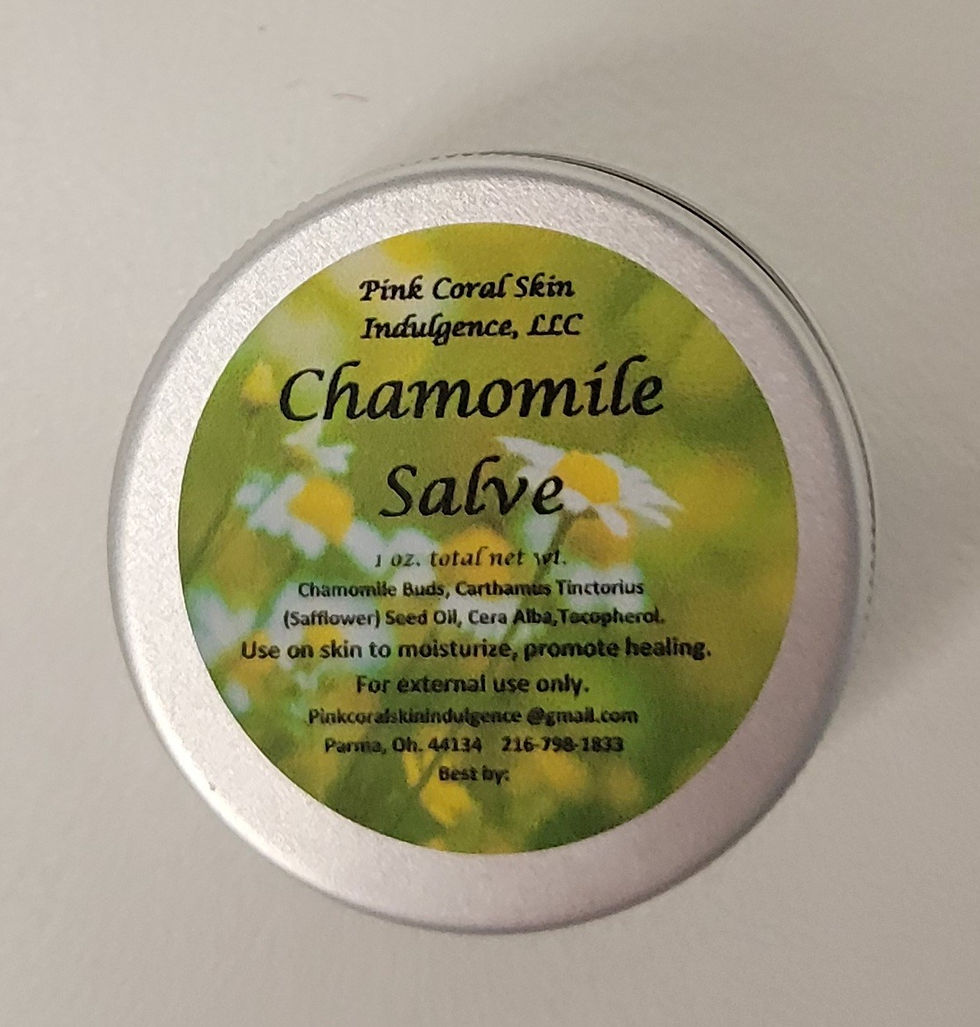 Pink Coral Skin
Indulgence, LLC
Chamomile
Salve
1 oz. total net wt.
Chamomile Buds, Carthamus Tinctorius
(Safflower) Seed Oil, Cera Alba,Tocopherol.
Use on skin to moisturize, promote healing.
For external use only.
Pinkcoralskinindulgence @gmail.com
Parma, Oh. 44134 216-798-1833
Best by: